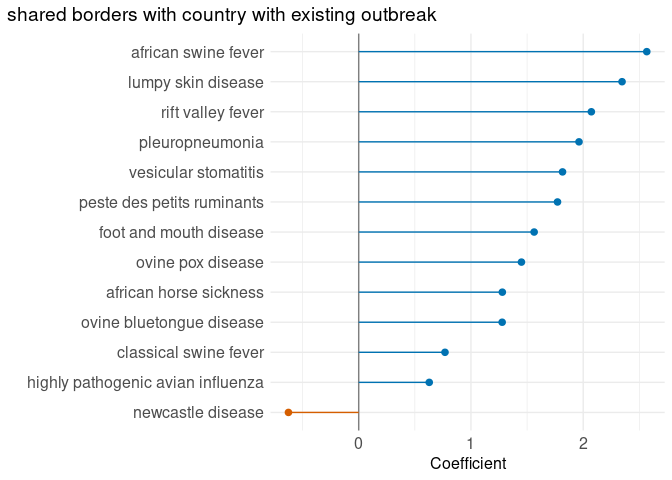 shared borders with country with existing outbreak
african swine fever
lumpy skin disease
rift valley fever
pleuropneumonia
vesicular stomatitis
peste des petits ruminants
foot and mouth disease
ovine pox disease
african horse sickness
ovine bluetongue disease
classical swine fever
highly pathogenic avian influenza
newcastle disease
0 1 2
Coefficient